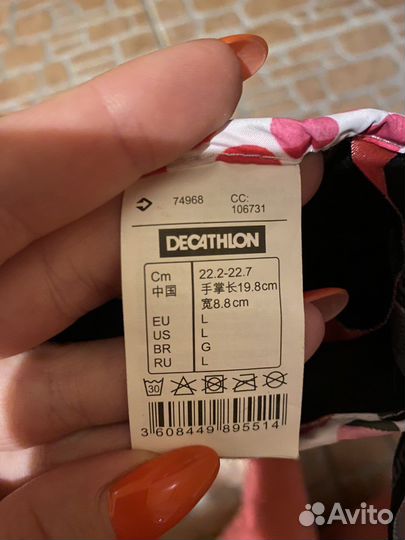 74968 CC: 106731
DECATHLON
Cm 22.2-22.7
中国 手掌长19.8cm
宽8.8cm
EU L
US L
BR G
RU L
30
3 608449 895514
Avito